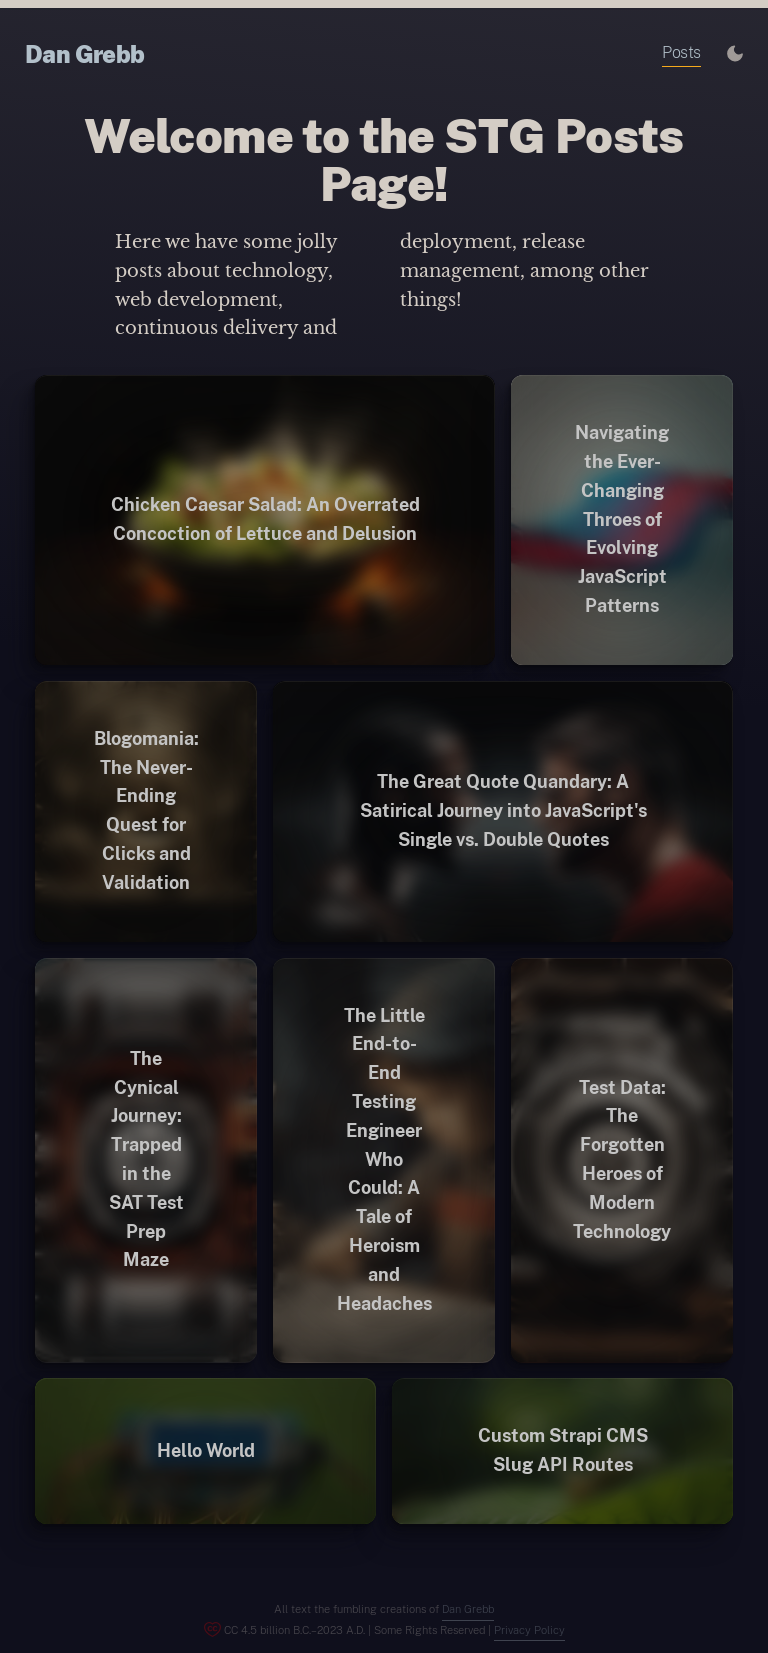 Dan Grebb
Posts
Welcome to the STG Posts
Page!
Here we have some jolly
posts about technology,
web development,
continuous delivery and
deployment, release
management, among other
things!
Chicken Caesar Salad: An Overrated
Concoction of Lettuce and Delusion
Navigating
the Ever-
Changing
Throes of
Evolving
JavaScript
Patterns
Blogomania:
The Never-
Ending
Quest for
Clicks and
Validation
The Great Quote Quandary: A
Satirical Journey into JavaScript's
Single vs. Double Quotes
The
Cynical
Journey:
Trapped
in the
SAT Test
Prep
Maze
The Little
End-to-
End
Testing
Engineer
Who
Could: A
Tale of
Heroism
and
Headaches
Test Data:
The
Forgotten
Heroes of
Modern
Technology
Hello World
Custom Strapi CMS
Slug API Routes
All text the fumbling creations of Dan Grebb
CC 4.5 billion B.C.–2023 A.D. | Some Rights Reserved | Privacy Policy